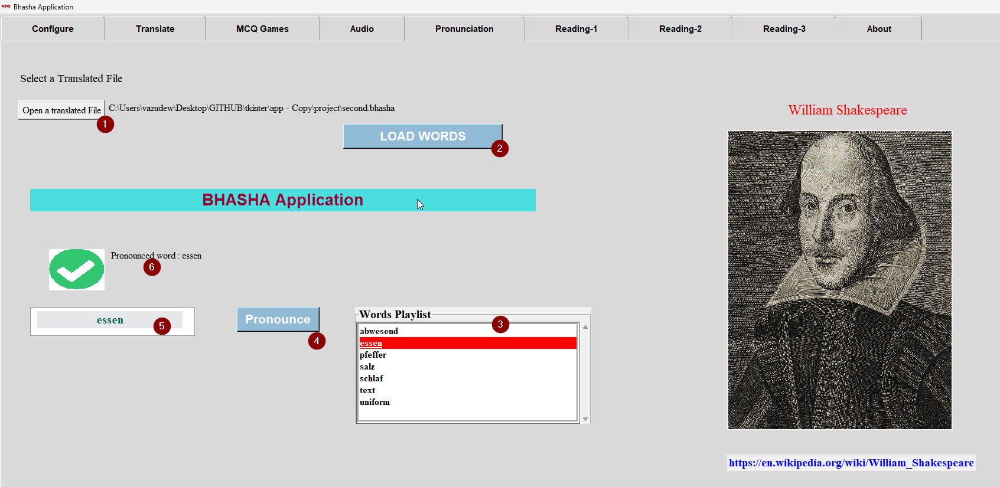 भाषा Bhasha Application
Configure Translate MCQ Games Audio Pronunciation Reading-1 Reading-2 Reading-3 About
Select a Translated File
Open a translated File C:\Users\vazudew\Desktop\GITHUB\tkinter\app - Copy\project\second.bhasha
1
LOAD WORDS
2
BHASHA Application
Pronounced word : essen
6
essen
5
Pronounce
4
Words Playlist
3
abwesend
essen
pfeffer
salz
schlaf
text
uniform
William Shakespeare
https://en.wikipedia.org/wiki/William_Shakespeare